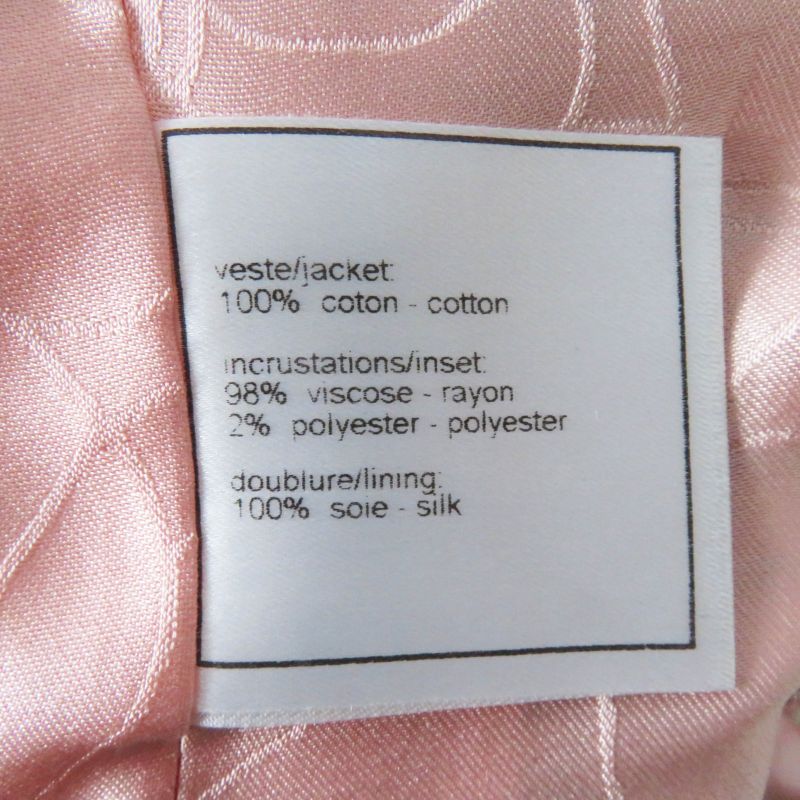 veste/jacket:
100% coton - cotton
incrustations/inset:
98% viscose - rayon
2% polyester - polyester
doublure/lining:
100% soie - silk